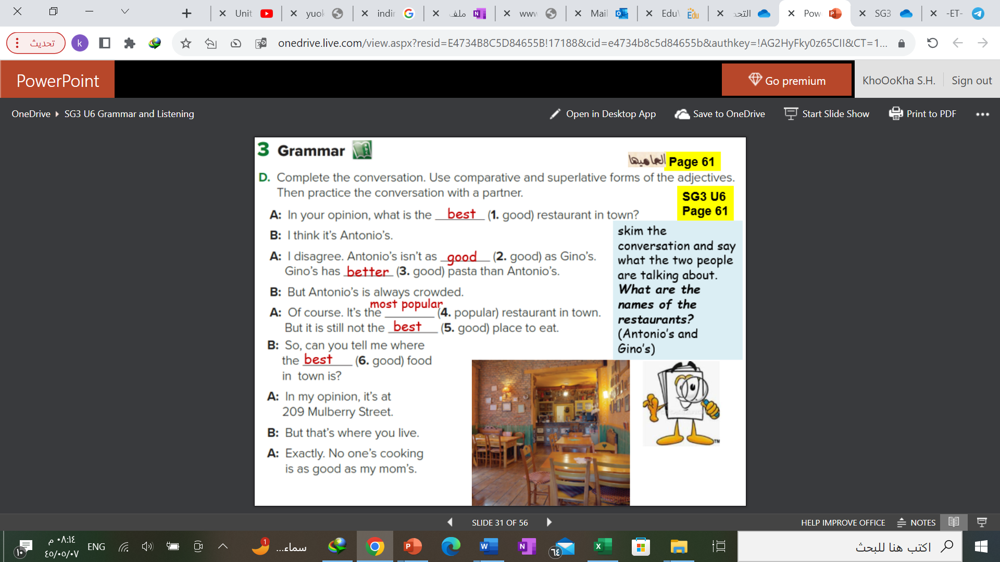 Unit
yuok
indir
ملف
www
Mail
Edu
التحد
Pow
SG3
-ET-
تحديث
k
onedrive.live.com/view.aspx?resid=E4734B8C5D84655B!17188&cid=e4734b8c5d84655b&authkey=!AG2HyFky0z65CII&CT=1...
PowerPoint
Go premium
KhoOoKha S.H.
Sign out
OneDrive
SG3 U6 Grammar and Listening
Open in Desktop App
Save to OneDrive
Start Slide Show
Print to PDF
3 Grammar
Page 61
D. Complete the conversation. Use comparative and superlative forms of the adjectives.
Then practice the conversation with a partner.
SG3 U6
Page 61
A: In your opinion, what is the best (1. good) restaurant in town?
B: I think it's Antonio's.
A: I disagree. Antonio's isn't as good (2. good) as Gino's.
Gino's has better (3. good) pasta than Antonio's.
B: But Antonio's is always crowded.
most popular
A: Of course. It's the ________ (4. popular) restaurant in town.
But it is still not the best (5. good) place to eat.
B: So, can you tell me where
the best (6. good) food
in town is?
A: In my opinion, it's at
209 Mulberry Street.
B: But that's where you live.
A: Exactly. No one's cooking
is as good as my mom's.
skim the
conversation and say
what the two people
are talking about.
What are the
names of the
restaurants?
(Antonio's and
Gino's)
SLIDE 31 OF 56
HELP IMPROVE OFFICE
NOTES
٠٨:١٤ م
٤٥/٠٥/٠٧
ENG
سماء...
1
٦٤
١٠
اكتب هنا للبحث